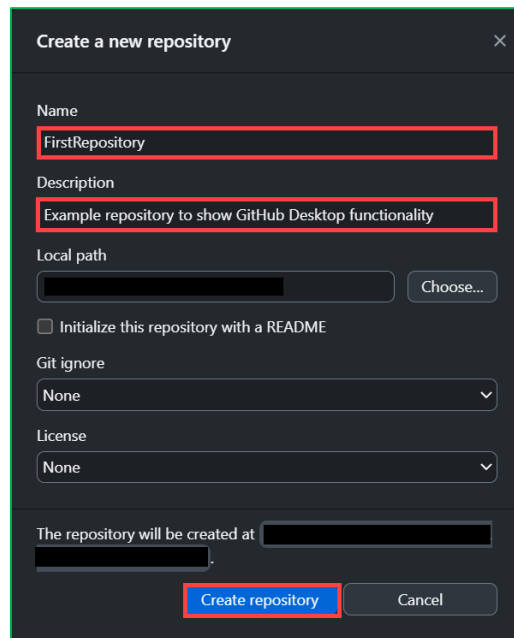 Create a new repository
Name
FirstRepository
Description
Example repository to show GitHub Desktop functionality
Local path
Choose...
Initialize this repository with a README
Git ignore
None
License
None
The repository will be created at
.
Create repository Cancel